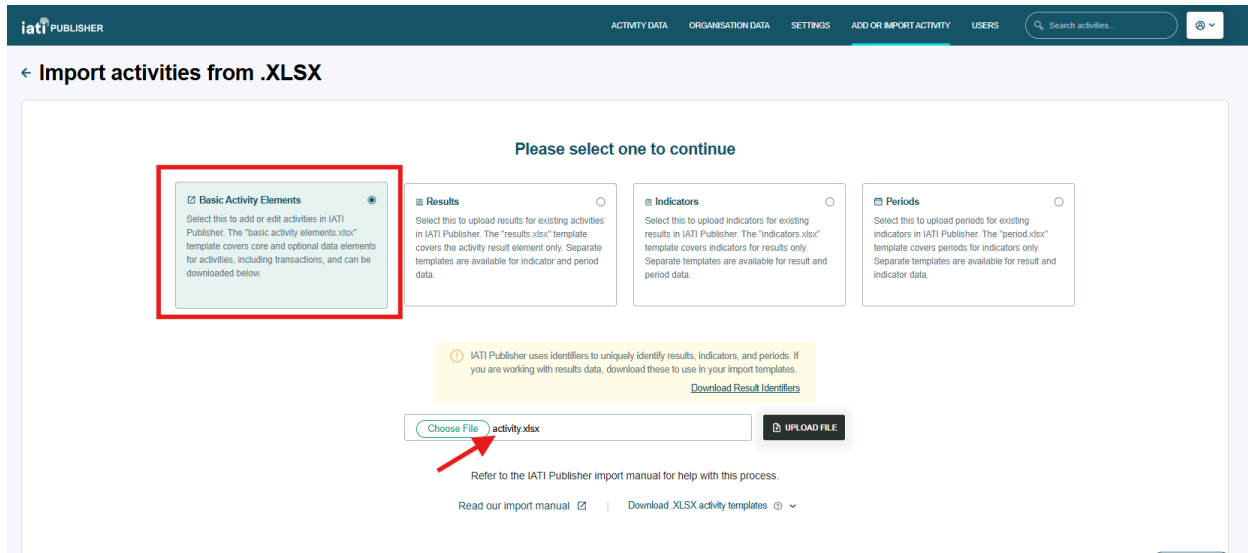 iati PUBLISHER
ACTIVITY DATA
ORGANISATION DATA
SETTINGS
ADD OR IMPORT ACTIVITY
USERS
Search activities...
Import activities from .XLSX
Please select one to continue
Basic Activity Elements
Select this to add or edit activities in IATI
Publisher. The "basic activity elements.xlsx"
template covers core and optional data elements
for activities, including transactions, and can be
downloaded below.
Results
Select this to upload results for existing activities
in IATI Publisher. The "results.xlsx" template
covers the activity result element only. Separate
templates are available for indicator and period
data.
Indicators
Select this to upload indicators for existing
results in IATI Publisher. The "indicators.xlsx"
template covers indicators for results only.
Separate templates are available for result and
period data.
Periods
Select this to upload periods for existing
indicators in IATI Publisher. The "period.xlsx"
template covers periods for indicators only.
Separate templates are available for result and
indicator data.
IATI Publisher uses identifiers to uniquely identify results, indicators, and periods. If
you are working with results data, download these to use in your import templates.
Download Result Identifiers
Choose File activity.xlsx
UPLOAD FILE
Refer to the IATI Publisher import manual for help with this process.
Read our import manual
Download .XLSX activity templates